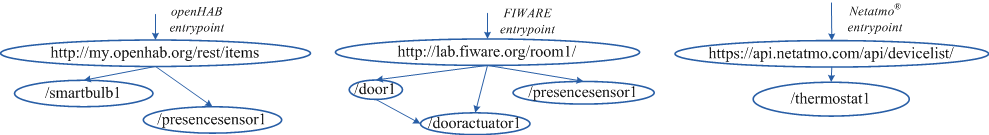 openHAB
entrypoint
http://my.openhab.org/rest/items
/smartbulb1
/presencesensor1
FIWARE
entrypoint
http://lab.fiware.org/room1/
/door1
/presencesensor1
/dooractuator1
Netatmo®
entrypoint
https://api.netatmo.com/api/devicelist/
/thermostat1